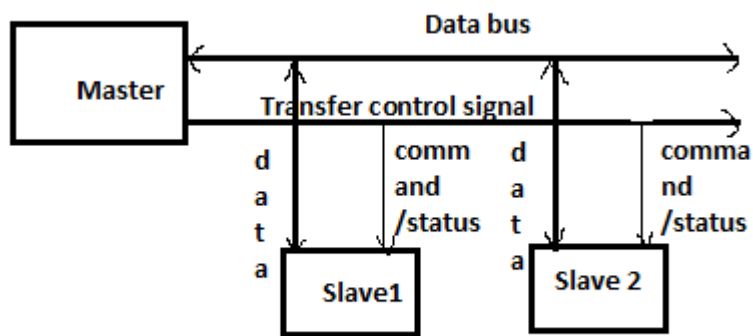 Data bus
Master
Transfer control signal
d
a
t
a
comm
and
/status
d
a
t
a
comma
nd
/status
Slave1
Slave 2